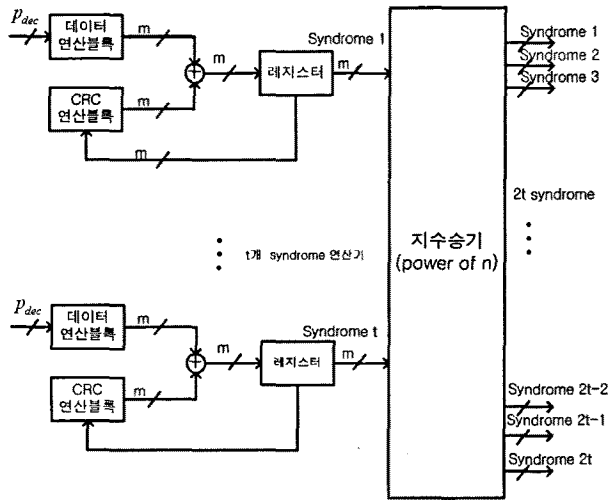 p_dec
데이터
연산블록
m
CRC
연산블록
m
m
m
레지스터
Syndrome 1
m
t개 syndrome 연산기
p_dec
데이터
연산블록
m
CRC
연산블록
m
m
레지스터
Syndrome t
m
지수승기
(power of n)
Syndrome 1
Syndrome 2
Syndrome 3
2t syndrome
Syndrome 2t-2
Syndrome 2t-1
Syndrome 2t